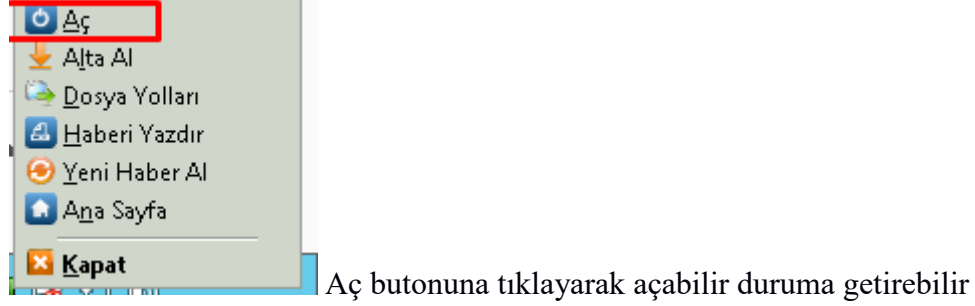 Aç
Alta Al
Dosya Yolları
Haberi Yazdır
Yeni Haber Al
Ana Sayfa
Kapat
Aç butonuna tıklayarak açabilir duruma getirebilir